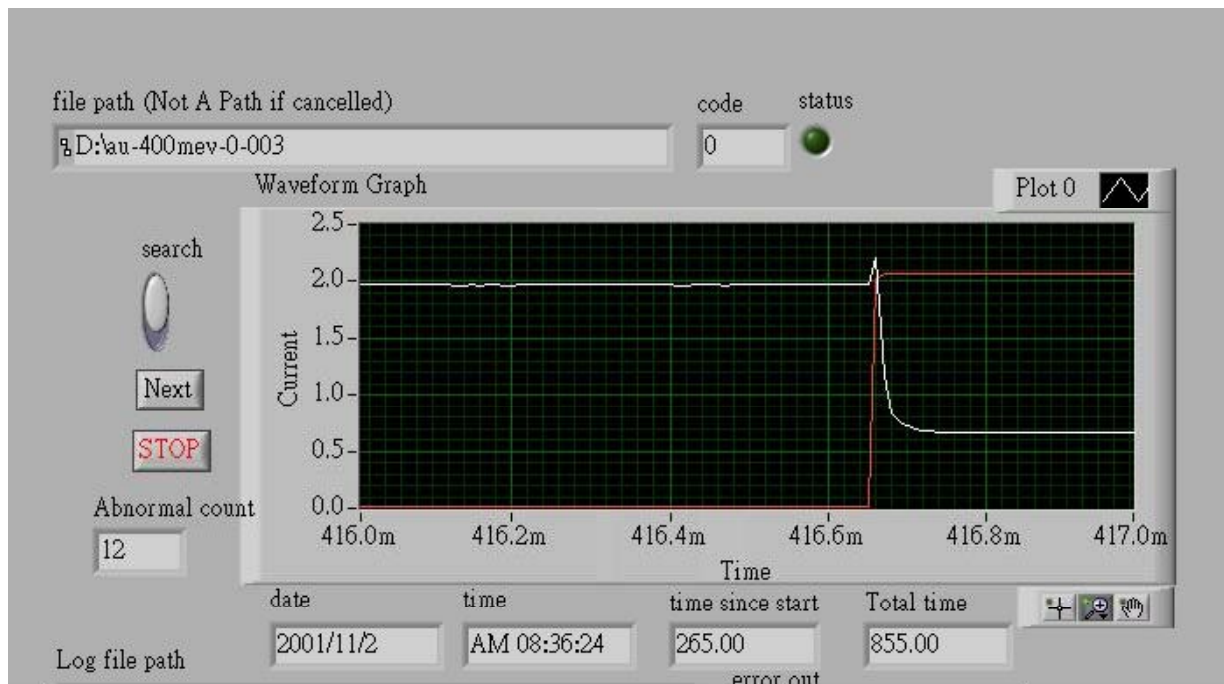 file path (Not A Path if cancelled)
code
status
D:\au-400mev-0-003
0
Waveform Graph
Plot 0
search
Next
STOP
Abnormal count
12
2.5
2.0
1.5
1.0
0.5
0.0
Current
416.0m 416.2m 416.4m 416.6m 416.8m 417.0m
Time
date
time
time since start
Total time
2001/11/2
AM 08:36:24
265.00
855.00
Log file path
error out